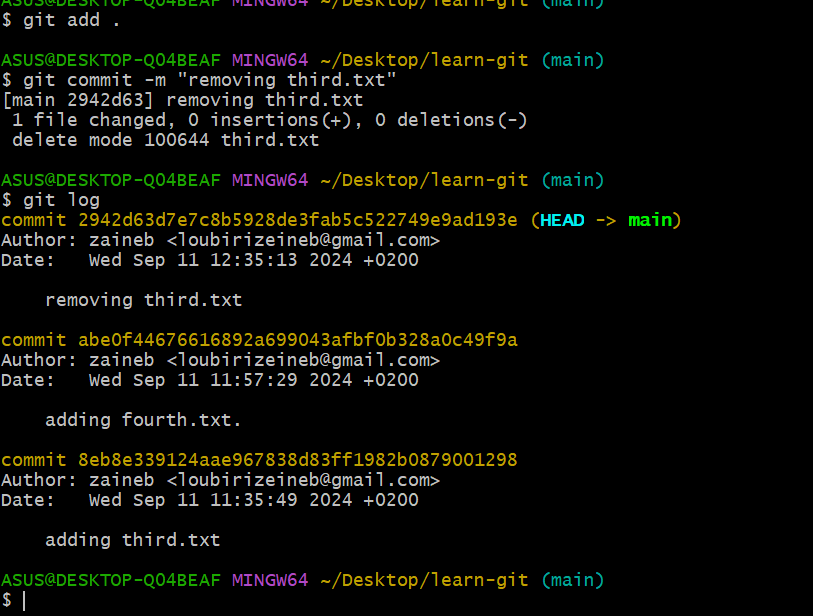 ASUS@DESKTOP-Q04BEAF MINGW64 ~/Desktop/learn-git (main)
$ git add .
ASUS@DESKTOP-Q04BEAF MINGW64 ~/Desktop/learn-git (main)
$ git commit -m "removing third.txt"
[main 2942d63] removing third.txt
 1 file changed, 0 insertions(+), 0 deletions(-)
 delete mode 100644 third.txt
ASUS@DESKTOP-Q04BEAF MINGW64 ~/Desktop/learn-git (main)
$ git log
commit 2942d63d7e7c8b5928de3fab5c522749e9ad193e (HEAD -> main)
Author: zaineb <loubirizeineb@gmail.com>
Date:   Wed Sep 11 12:35:13 2024 +0200
    removing third.txt
commit abe0f44676616892a699043afbf0b328a0c49f9a
Author: zaineb <loubirizeineb@gmail.com>
Date:   Wed Sep 11 11:57:29 2024 +0200
    adding fourth.txt.
commit 8eb8e339124aae967838d83ff1982b0879001298
Author: zaineb <loubirizeineb@gmail.com>
Date:   Wed Sep 11 11:35:49 2024 +0200
    adding third.txt
ASUS@DESKTOP-Q04BEAF MINGW64 ~/Desktop/learn-git (main)
$